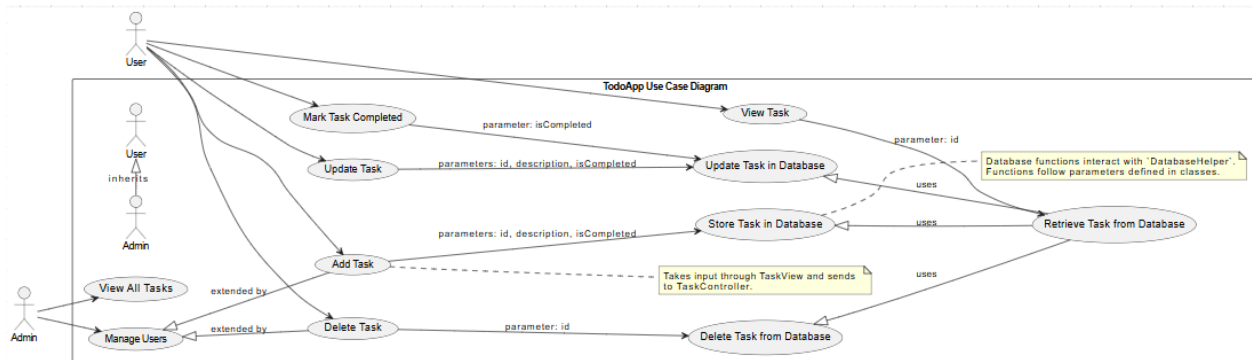 User
TodoApp Use Case Diagram
User
inherits
Admin
Mark Task Completed
View Task
parameter: isCompleted
parameter: id
Update Task
parameters: id, description, isCompleted
Update Task in Database
Database functions interact with `DatabaseHelper`.
Functions follow parameters defined in classes.
uses
Store Task in Database
uses
Retrieve Task from Database
parameters: id, description, isCompleted
Add Task
Takes input through TaskView and sends
to TaskController.
uses
View All Tasks
extended by
Admin
Manage Users
extended by
Delete Task
parameter: id
Delete Task from Database